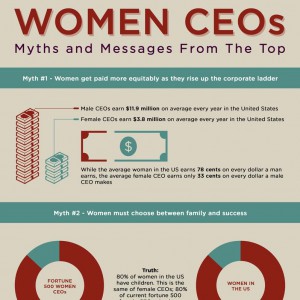 WOMEN CEOs
Myths and Messages From The Top
Myth #1 - Women get paid more equitably as they rise up the corporate ladder
Male CEOs earn $11.9 million on average every year in the United States
Female CEOs earn $3.8 million on average every year in the United States
$
While the average woman in the US earns 78 cents on every dollar a man
earns, the average female CEO earns only 33 cents on every dollar a male
CEO makes
Myth #2 - Women must choose between family and success
FORTUNE
500 WOMEN
CEOs
Truth:
80% of women in the US
have children. This is the
same of female CEOs; 80%
of current fortune 500
WOMEN IN
THE US